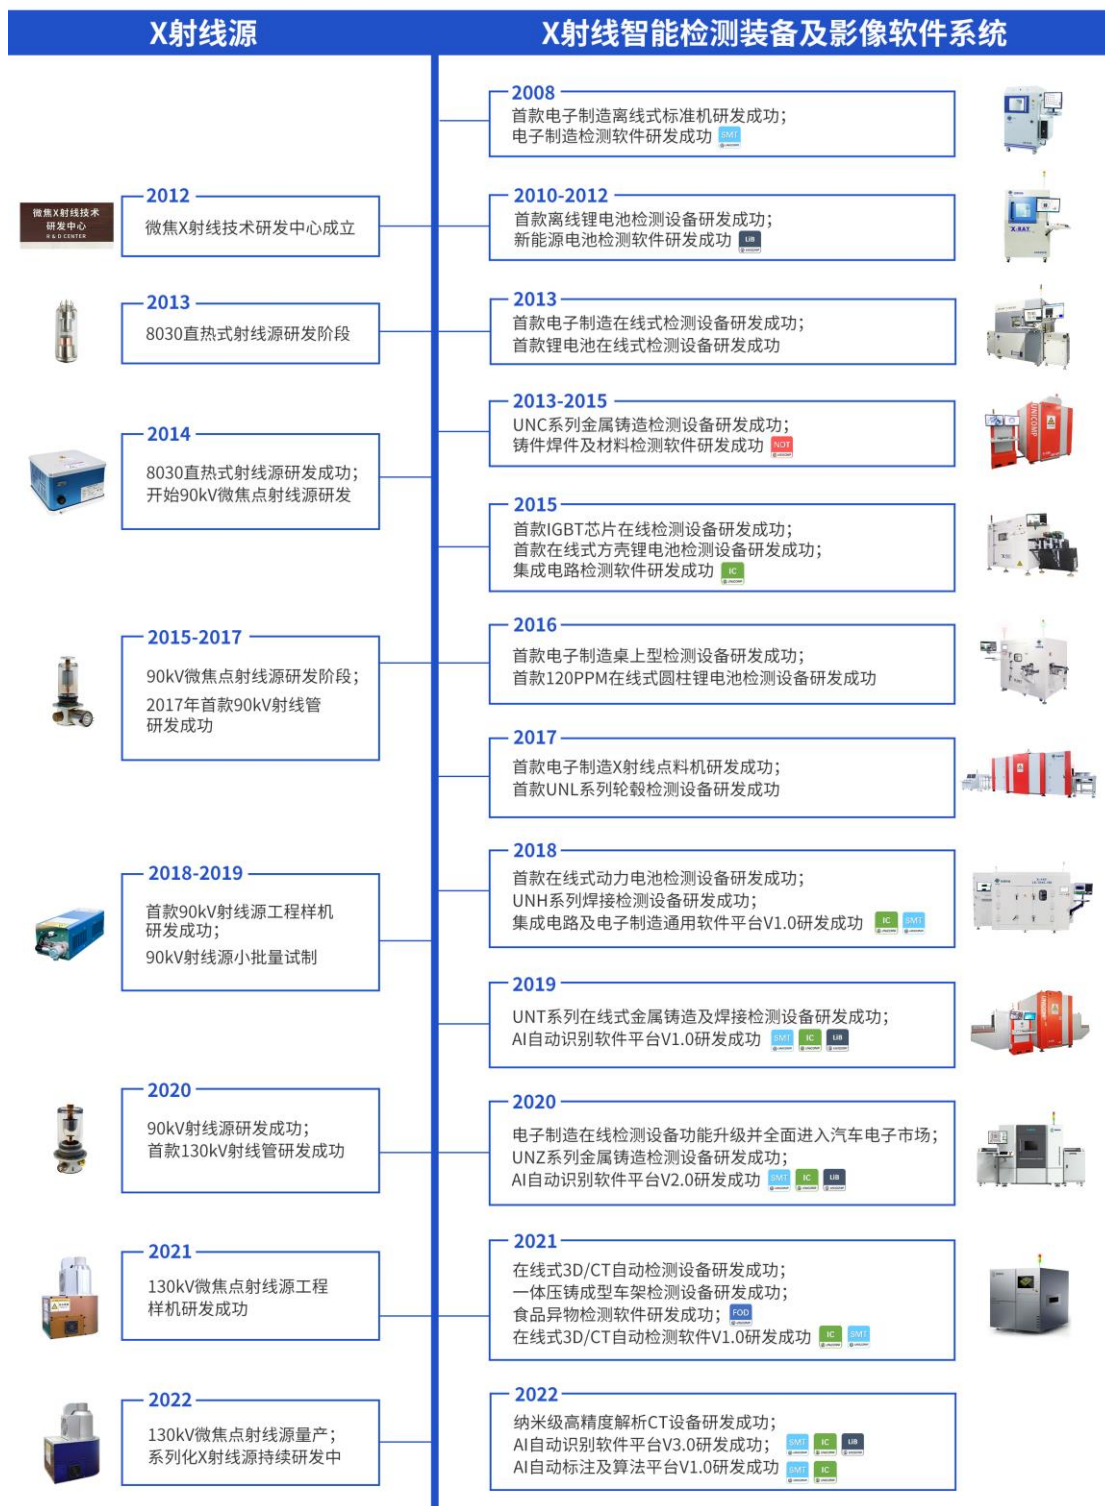 X射线源
X射线智能检测装备及影像软件系统
2008
首款电子制造离线式标准机研发成功；
电子制造检测软件研发成功 SMT
2012
微焦X射线技术研发中心成立
微焦X射线技术
研发中心
R & D CENTER
2010-2012
首款离线锂电池检测设备研发成功；
新能源电池检测软件研发成功 LiB
X-RAY
2013
8030直热式射线源研发阶段
2013
首款电子制造在线式检测设备研发成功；
首款锂电池在线式检测设备研发成功
2013-2015
UNC系列金属铸造检测设备研发成功；
铸件焊件及材料检测软件研发成功 NDT
UNICOMP
2014
8030直热式射线源研发成功；
开始90kV微焦点射线源研发
2015
首款IGBT芯片在线检测设备研发成功；
首款在线式方壳锂电池检测设备研发成功；
集成电路检测软件研发成功 IC
2015-2017
90kV微焦点射线源研发阶段；
2017年首款90kV射线管
研发成功
2016
首款电子制造桌上型检测设备研发成功；
首款120PPM在线式圆柱锂电池检测设备研发成功
2017
首款电子制造X射线点料机研发成功；
首款UNL系列轮毂检测设备研发成功
2018-2019
首款90kV射线源工程样机
研发成功；
90kV射线源小批量试制
2018
首款在线式动力电池检测设备研发成功；
UNH系列焊接检测设备研发成功；
集成电路及电子制造通用软件平台V1.0研发成功 IC SMT
2019
UNT系列在线式金属铸造及焊接检测设备研发成功；
AI自动识别软件平台V1.0研发成功 SMT IC LiB
UNICOMP
2020
90kV射线源研发成功；
首款130kV射线管研发成功
2020
电子制造在线检测设备功能升级并全面进入汽车电子市场；
UNZ系列金属铸造检测设备研发成功；
AI自动识别软件平台V2.0研发成功 SMT IC LiB
2021
130kV微焦点射线源工程
样机研发成功
2021
在线式3D/CT自动检测设备研发成功；
一体压铸成型车架检测设备研发成功；
食品异物检测软件研发成功； FOD
在线式3D/CT自动检测软件V1.0研发成功 IC SMT
2022
130kV微焦点射线源量产；
系列化X射线源持续研发中
2022
纳米级高精度解析CT设备研发成功；
AI自动识别软件平台V3.0研发成功； SMT IC LiB
AI自动标注及算法平台V1.0研发成功 SMT IC